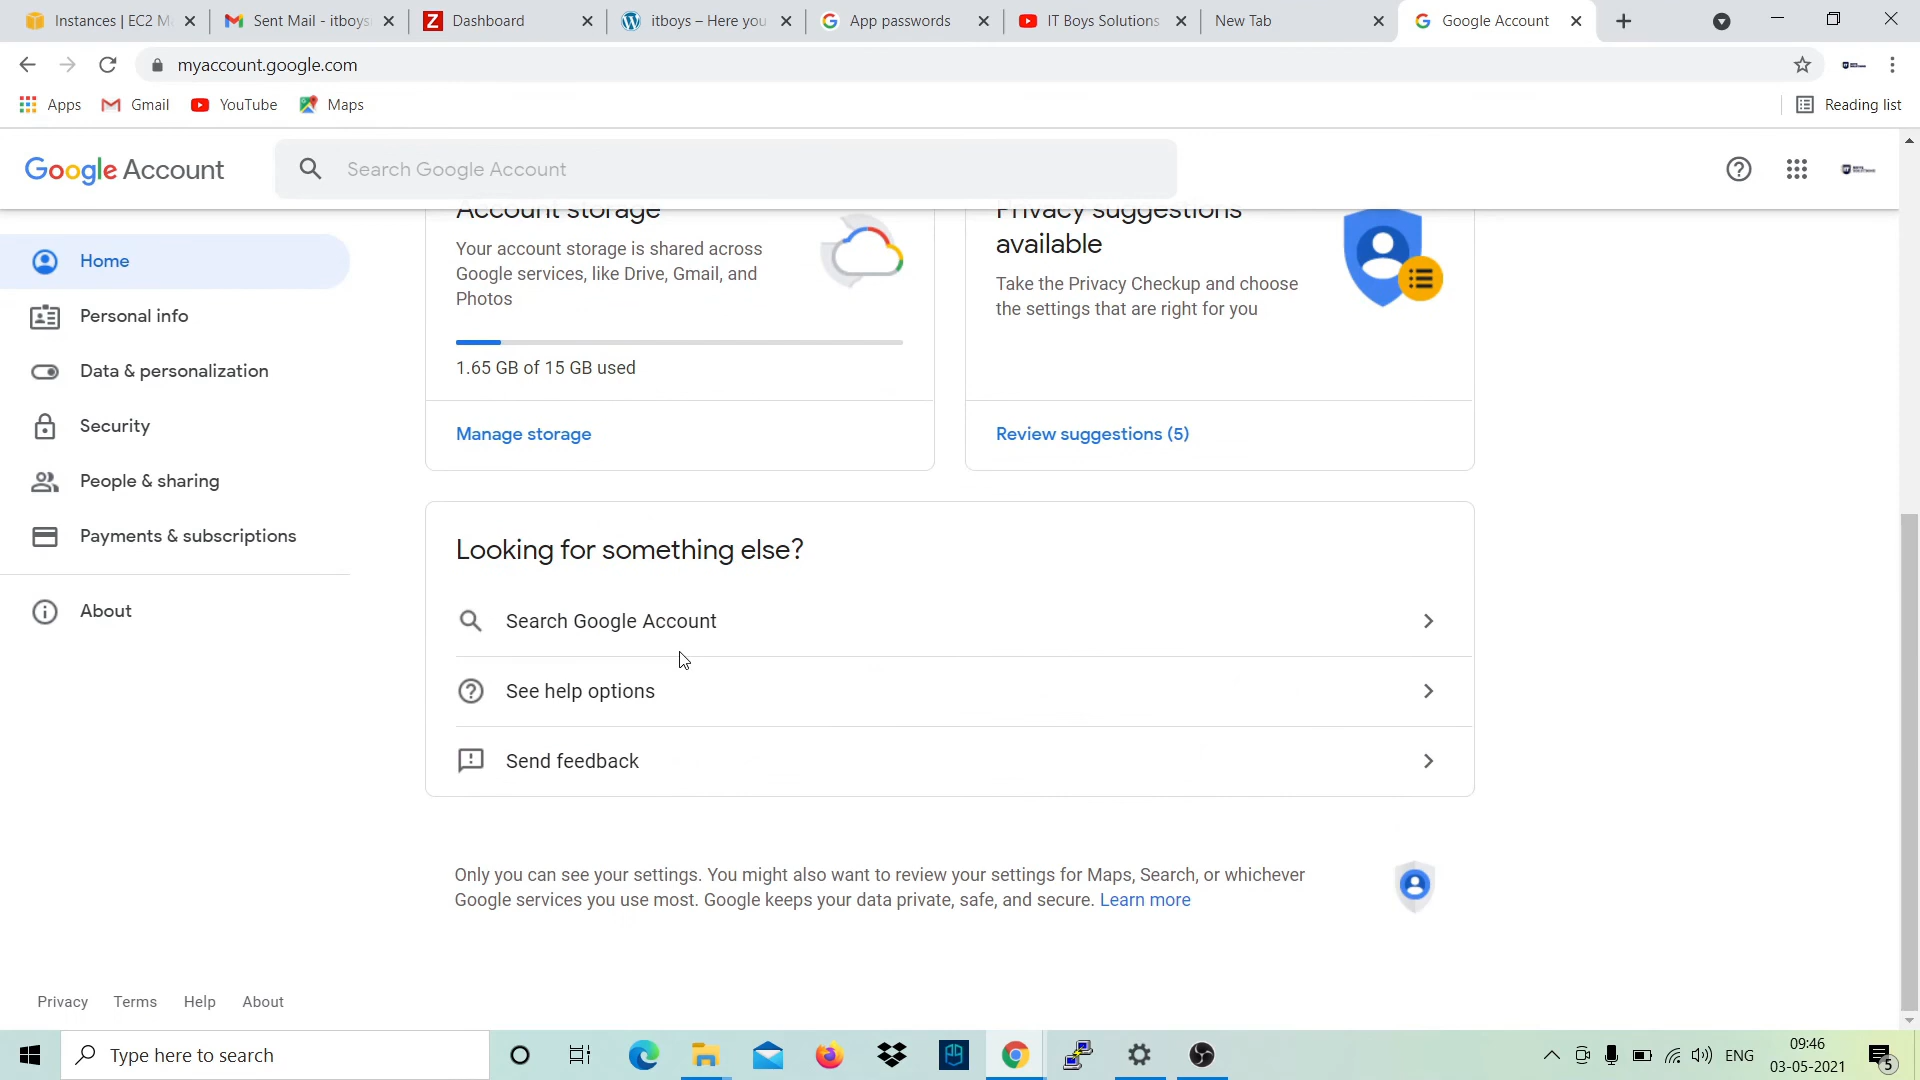 Instances | EC2 M
Sent Mail - itboys
Dashboard
itboys – Here you
App passwords
IT Boys Solutions
New Tab
Google Account
myaccount.google.com
Apps
Gmail
YouTube
Maps
Reading list
Google Account
Search Google Account
Home
Personal info
Data & personalization
Security
People & sharing
Payments & subscriptions
About
Account storage
Your account storage is shared across
Google services, like Drive, Gmail, and
Photos
1.65 GB of 15 GB used
Manage storage
Privacy suggestions
available
Take the Privacy Checkup and choose
the settings that are right for you
Review suggestions (5)
Looking for something else?
Search Google Account
See help options
Send feedback
Only you can see your settings. You might also want to review your settings for Maps, Search, or whichever
Google services you use most. Google keeps your data private, safe, and secure. Learn more
Privacy Terms Help About
Type here to search
ENG
09:46
03-05-2021
5